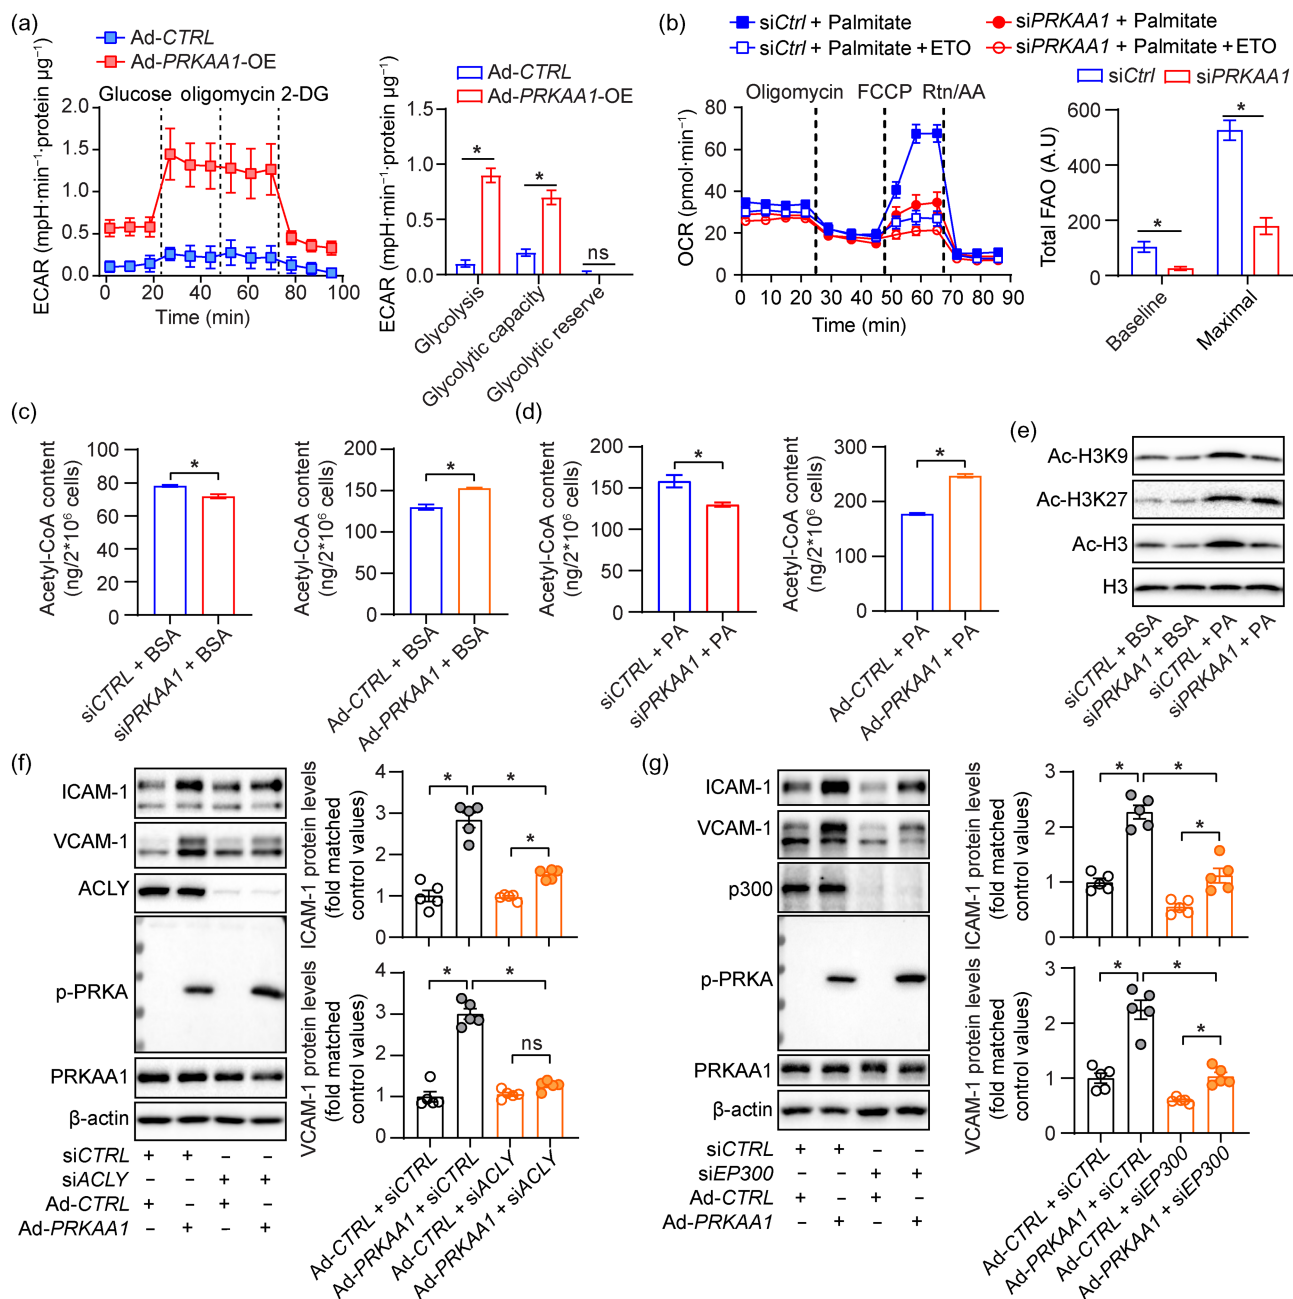 (a)
Ad-CTRL
Ad-PRKAA1-OE
Glucose oligomycin 2-DG
ECAR (mpH·min⁻¹·protein μg⁻¹)
2.0
1.5
1.0
0.5
0.0
0 20 40 60 80 100
Time (min)
Ad-CTRL
Ad-PRKAA1-OE
ECAR (mpH·min⁻¹·protein μg⁻¹)
1.5
1.0
0.5
0.0
* * ns
Glycolysis
Glycolytic capacity
Glycolytic reserve
(b)
siCtrl + Palmitate
siCtrl + Palmitate + ETO
siPRKAA1 + Palmitate
siPRKAA1 + Palmitate + ETO
Oligomycin FCCP Rtn/AA
OCR (pmol·min⁻¹)
80
60
40
20
0
0 10 20 30 40 50 60 70 80 90
Time (min)
siCtrl siPRKAA1
Total FAO (A.U)
600
400
200
0
* *
Baseline
Maximal
(c)
Acetyl-CoA content
(ng/2*10⁶ cells)
100
80
60
40
20
0
*
siCTRL + BSA
siPRKAA1 + BSA
Acetyl-CoA content
(ng/2*10⁶ cells)
200
150
100
50
0
*
Ad-CTRL + BSA
Ad-PRKAA1 + BSA
(d)
Acetyl-CoA content
(ng/2*10⁶ cells)
200
150
100
50
0
*
siCTRL + PA
siPRKAA1 + PA
Acetyl-CoA content
(ng/2*10⁶ cells)
300
200
100
0
*
Ad-CTRL + PA
Ad-PRKAA1 + PA
(e)
Ac-H3K9
Ac-H3K27
Ac-H3
H3
siCTRL + BSA
siPRKAA1 + BSA
siCTRL + PA
siPRKAA1 + PA
(f)
ICAM-1
VCAM-1
ACLY
p-PRKA
PRKAA1
β-actin
siCTRL + + − −
siACLY − − + +
Ad-CTRL + − + −
Ad-PRKAA1 − + − +
ICAM-1 protein levels
(fold matched
control values)
4
3
2
1
0
* * *
VCAM-1 protein levels
(fold matched
control values)
4
3
2
1
0
* * ns
Ad-CTRL + siCTRL
Ad-PRKAA1 + siCTRL
Ad-CTRL + siACLY
Ad-PRKAA1 + siACLY
(g)
ICAM-1
VCAM-1
p300
p-PRKA
PRKAA1
β-actin
siCTRL + + − −
siEP300 − − + +
Ad-CTRL + − + −
Ad-PRKAA1 − + − +
ICAM-1 protein levels
(fold matched
control values)
3
2
1
0
* * *
VCAM-1 protein levels
(fold matched
control values)
3
2
1
0
* * *
Ad-CTRL + siCTRL
Ad-PRKAA1 + siCTRL
Ad-CTRL + siEP300
Ad-PRKAA1 + siEP300